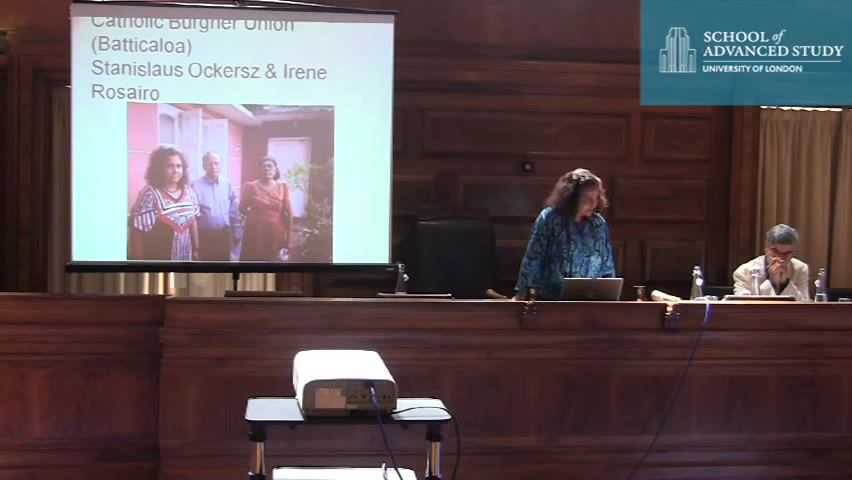 Catholic Burgher Union
(Batticaloa)
Stanislaus Ockersz & Irene
Rosairo
SCHOOL of
ADVANCED STUDY
UNIVERSITY OF LONDON